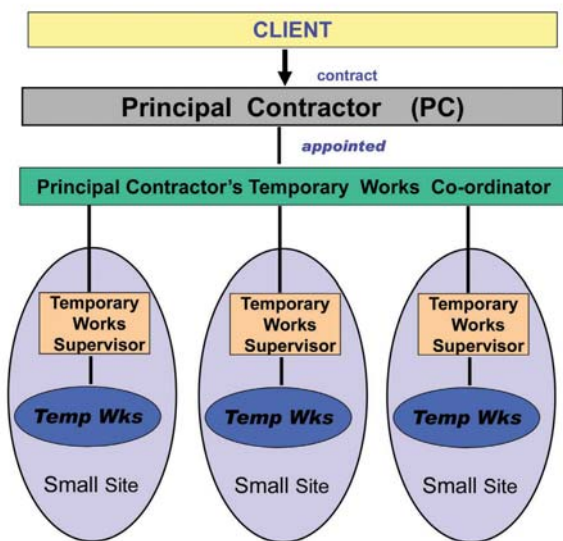 CLIENT
contract
Principal Contractor (PC)
appointed
Principal Contractor's Temporary Works Co-ordinator
Temporary
Works
Supervisor
Temp Wks
Small Site
Temporary
Works
Supervisor
Temp Wks
Small Site
Temporary
Works
Supervisor
Temp Wks
Small Site